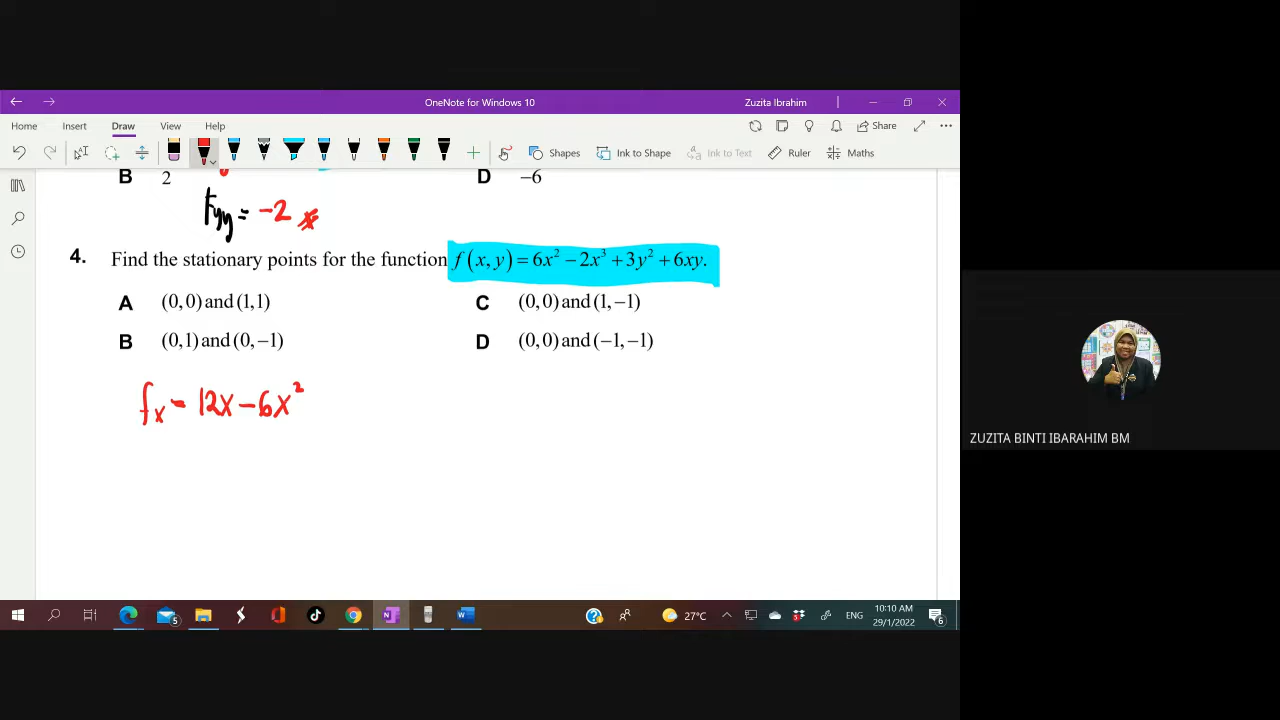 OneNote for Windows 10
Zuzita Ibrahim
Home Insert Draw View Help
Share
Shapes Ink to Shape Ink to Text Ruler Maths
B 2 D −6
Fyy = −2
4. Find the stationary points for the function f(x, y) = 6x² − 2x³ + 3y² + 6xy.
A (0,0) and (1,1) C (0,0) and (1,−1)
B (0,1) and (0,−1) D (0,0) and (−1,−1)
fx = 12x − 6x²
ZUZITA BINTI IBARAHIM BM
5 27°C ENG 10:10 AM
29/1/2022 6